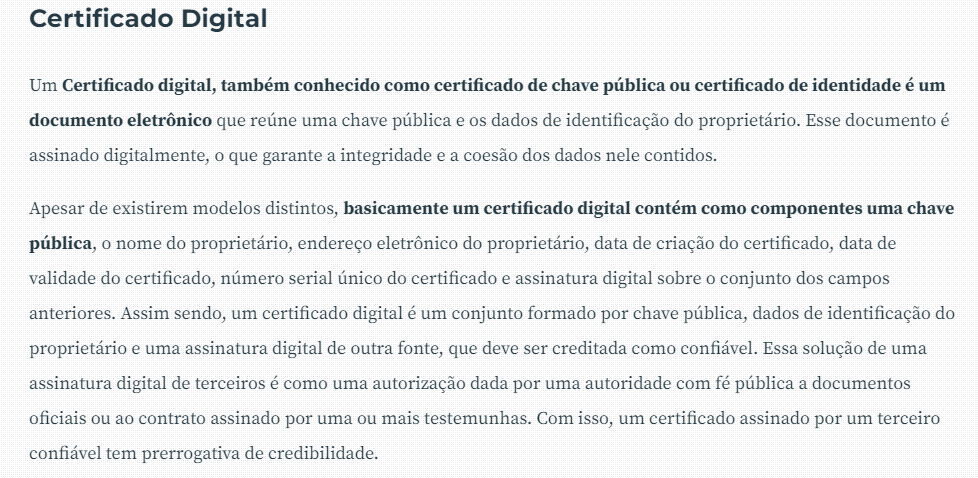 Certificado Digital
Um Certificado digital, também conhecido como certificado de chave pública ou certificado de identidade é um
documento eletrônico que reúne uma chave pública e os dados de identificação do proprietário. Esse documento é
assinado digitalmente, o que garante a integridade e a coesão dos dados nele contidos.
Apesar de existirem modelos distintos, basicamente um certificado digital contém como componentes uma chave
pública, o nome do proprietário, endereço eletrônico do proprietário, data de criação do certificado, data de
validade do certificado, número serial único do certificado e assinatura digital sobre o conjunto dos campos
anteriores. Assim sendo, um certificado digital é um conjunto formado por chave pública, dados de identificação do
proprietário e uma assinatura digital de outra fonte, que deve ser creditada como confiável. Essa solução de uma
assinatura digital de terceiros é como uma autorização dada por uma autoridade com fé pública a documentos
oficiais ou ao contrato assinado por uma ou mais testemunhas. Com isso, um certificado assinado por um terceiro
confiável tem prerrogativa de credibilidade.